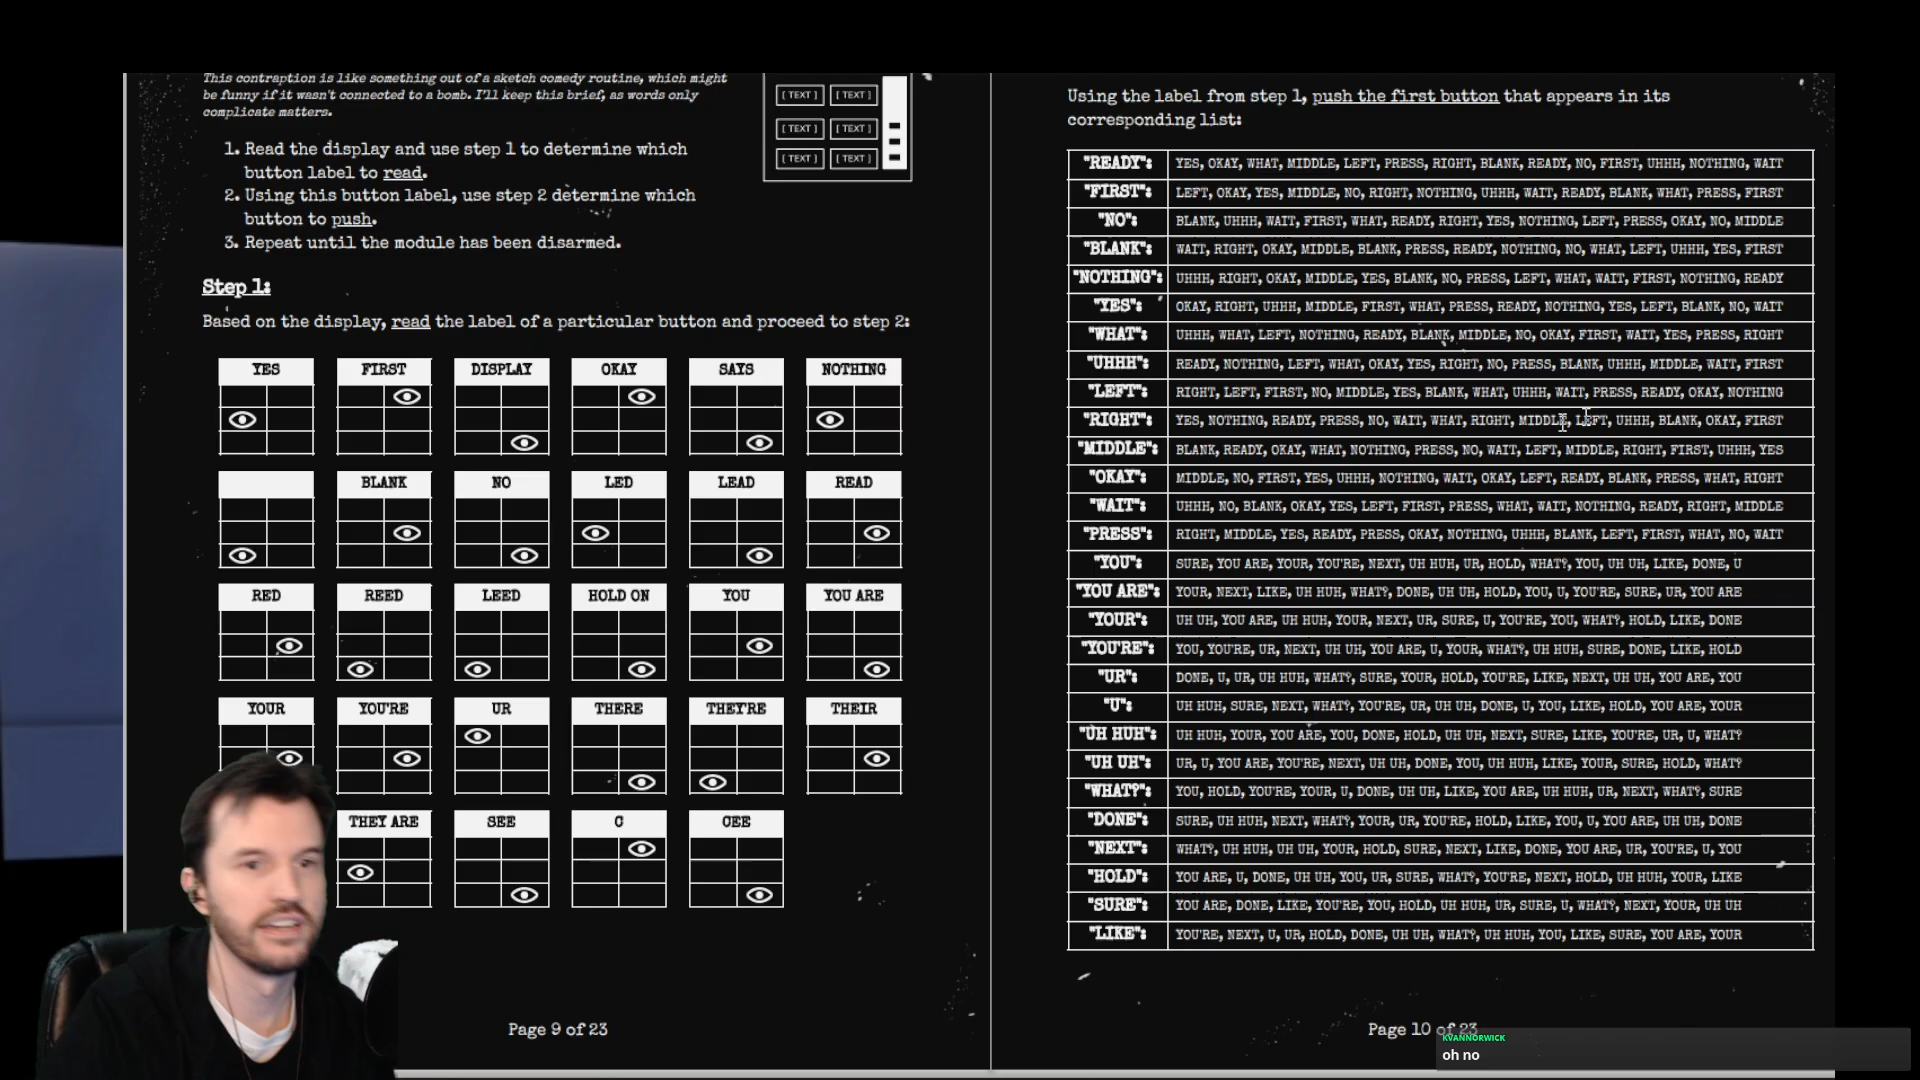 This contraption is like something out of a sketch comedy routine, which might
be funny if it wasn't connected to a bomb. I'll keep this brief, as words only
complicate matters.
[ TEXT ] [ TEXT ]
[ TEXT ] [ TEXT ]
[ TEXT ] [ TEXT ]
1. Read the display and use step 1 to determine which
button label to read.
2. Using this button label, use step 2 determine which
button to push.
3. Repeat until the module has been disarmed.
Step 1:
Based on the display, read the label of a particular button and proceed to step 2:
YES FIRST DISPLAY OKAY SAYS NOTHING
BLANK NO LED LEAD READ
RED REED LEED HOLD ON YOU YOU ARE
YOUR YOU'RE UR THERE THEY'RE THEIR
THEY ARE SEE C CEE
Page 9 of 23
Using the label from step 1, push the first button that appears in its
corresponding list:
"READY": YES, OKAY, WHAT, MIDDLE, LEFT, PRESS, RIGHT, BLANK, READY, NO, FIRST, UHHH, NOTHING, WAIT
"FIRST": LEFT, OKAY, YES, MIDDLE, NO, RIGHT, NOTHING, UHHH, WAIT, READY, BLANK, WHAT, PRESS, FIRST
"NO": BLANK, UHHH, WAIT, FIRST, WHAT, READY, RIGHT, YES, NOTHING, LEFT, PRESS, OKAY, NO, MIDDLE
"BLANK": WAIT, RIGHT, OKAY, MIDDLE, BLANK, PRESS, READY, NOTHING, NO, WHAT, LEFT, UHHH, YES, FIRST
"NOTHING": UHHH, RIGHT, OKAY, MIDDLE, YES, BLANK, NO, PRESS, LEFT, WHAT, WAIT, FIRST, NOTHING, READY
"YES": OKAY, RIGHT, UHHH, MIDDLE, FIRST, WHAT, PRESS, READY, NOTHING, YES, LEFT, BLANK, NO, WAIT
"WHAT": UHHH, WHAT, LEFT, NOTHING, READY, BLANK, MIDDLE, NO, OKAY, FIRST, WAIT, YES, PRESS, RIGHT
"UHHH": READY, NOTHING, LEFT, WHAT, OKAY, YES, RIGHT, NO, PRESS, BLANK, UHHH, MIDDLE, WAIT, FIRST
"LEFT": RIGHT, LEFT, FIRST, NO, MIDDLE, YES, BLANK, WHAT, UHHH, WAIT, PRESS, READY, OKAY, NOTHING
"RIGHT": YES, NOTHING, READY, PRESS, NO, WAIT, WHAT, RIGHT, MIDDLE, LEFT, UHHH, BLANK, OKAY, FIRST
"MIDDLE": BLANK, READY, OKAY, WHAT, NOTHING, PRESS, NO, WAIT, LEFT, MIDDLE, RIGHT, FIRST, UHHH, YES
"OKAY": MIDDLE, NO, FIRST, YES, UHHH, NOTHING, WAIT, OKAY, LEFT, READY, BLANK, PRESS, WHAT, RIGHT
"WAIT": UHHH, NO, BLANK, OKAY, YES, LEFT, FIRST, PRESS, WHAT, WAIT, NOTHING, READY, RIGHT, MIDDLE
"PRESS": RIGHT, MIDDLE, YES, READY, PRESS, OKAY, NOTHING, UHHH, BLANK, LEFT, FIRST, WHAT, NO, WAIT
"YOU": SURE, YOU ARE, YOUR, YOU'RE, NEXT, UH HUH, UR, HOLD, WHAT?, YOU, UH UH, LIKE, DONE, U
"YOU ARE": YOUR, NEXT, LIKE, UH HUH, WHAT?, DONE, UH UH, HOLD, YOU, U, YOU'RE, SURE, UR, YOU ARE
"YOUR": UH UH, YOU ARE, UH HUH, YOUR, NEXT, UR, SURE, U, YOU'RE, YOU, WHAT?, HOLD, LIKE, DONE
"YOU'RE": YOU, YOU'RE, UR, NEXT, UH UH, YOU ARE, U, YOUR, WHAT?, UH HUH, SURE, DONE, LIKE, HOLD
"UR": DONE, U, UR, UH HUH, WHAT?, SURE, YOUR, HOLD, YOU'RE, LIKE, NEXT, UH UH, YOU ARE, YOU
"U": UH HUH, SURE, NEXT, WHAT?, YOU'RE, UR, UH UH, DONE, U, YOU, LIKE, HOLD, YOU ARE, YOUR
"UH HUH": UH HUH, YOUR, YOU ARE, YOU, DONE, HOLD, UH UH, NEXT, SURE, LIKE, YOU'RE, UR, U, WHAT?
"UH UH": UR, U, YOU ARE, YOU'RE, NEXT, UH UH, DONE, YOU, UH HUH, LIKE, YOUR, SURE, HOLD, WHAT?
"WHAT?": YOU, HOLD, YOU'RE, YOUR, U, DONE, UH UH, LIKE, YOU ARE, UH HUH, UR, NEXT, WHAT?, SURE
"DONE": SURE, UH HUH, NEXT, WHAT?, YOUR, UR, YOU'RE, HOLD, LIKE, YOU, U, YOU ARE, UH UH, DONE
"NEXT": WHAT?, UH HUH, UH UH, YOUR, HOLD, SURE, NEXT, LIKE, DONE, YOU ARE, UR, YOU'RE, U, YOU
"HOLD": YOU ARE, U, DONE, UH UH, YOU, UR, SURE, WHAT?, YOU'RE, NEXT, HOLD, UH HUH, YOUR, LIKE
"SURE": YOU ARE, DONE, LIKE, YOU'RE, YOU, HOLD, UH HUH, UR, SURE, U, WHAT?, NEXT, YOUR, UH UH
"LIKE": YOU'RE, NEXT, U, UR, HOLD, DONE, UH UH, WHAT?, UH HUH, YOU, LIKE, SURE, YOU ARE, YOUR
Page 10 of 23
KVANNORWICK
oh no